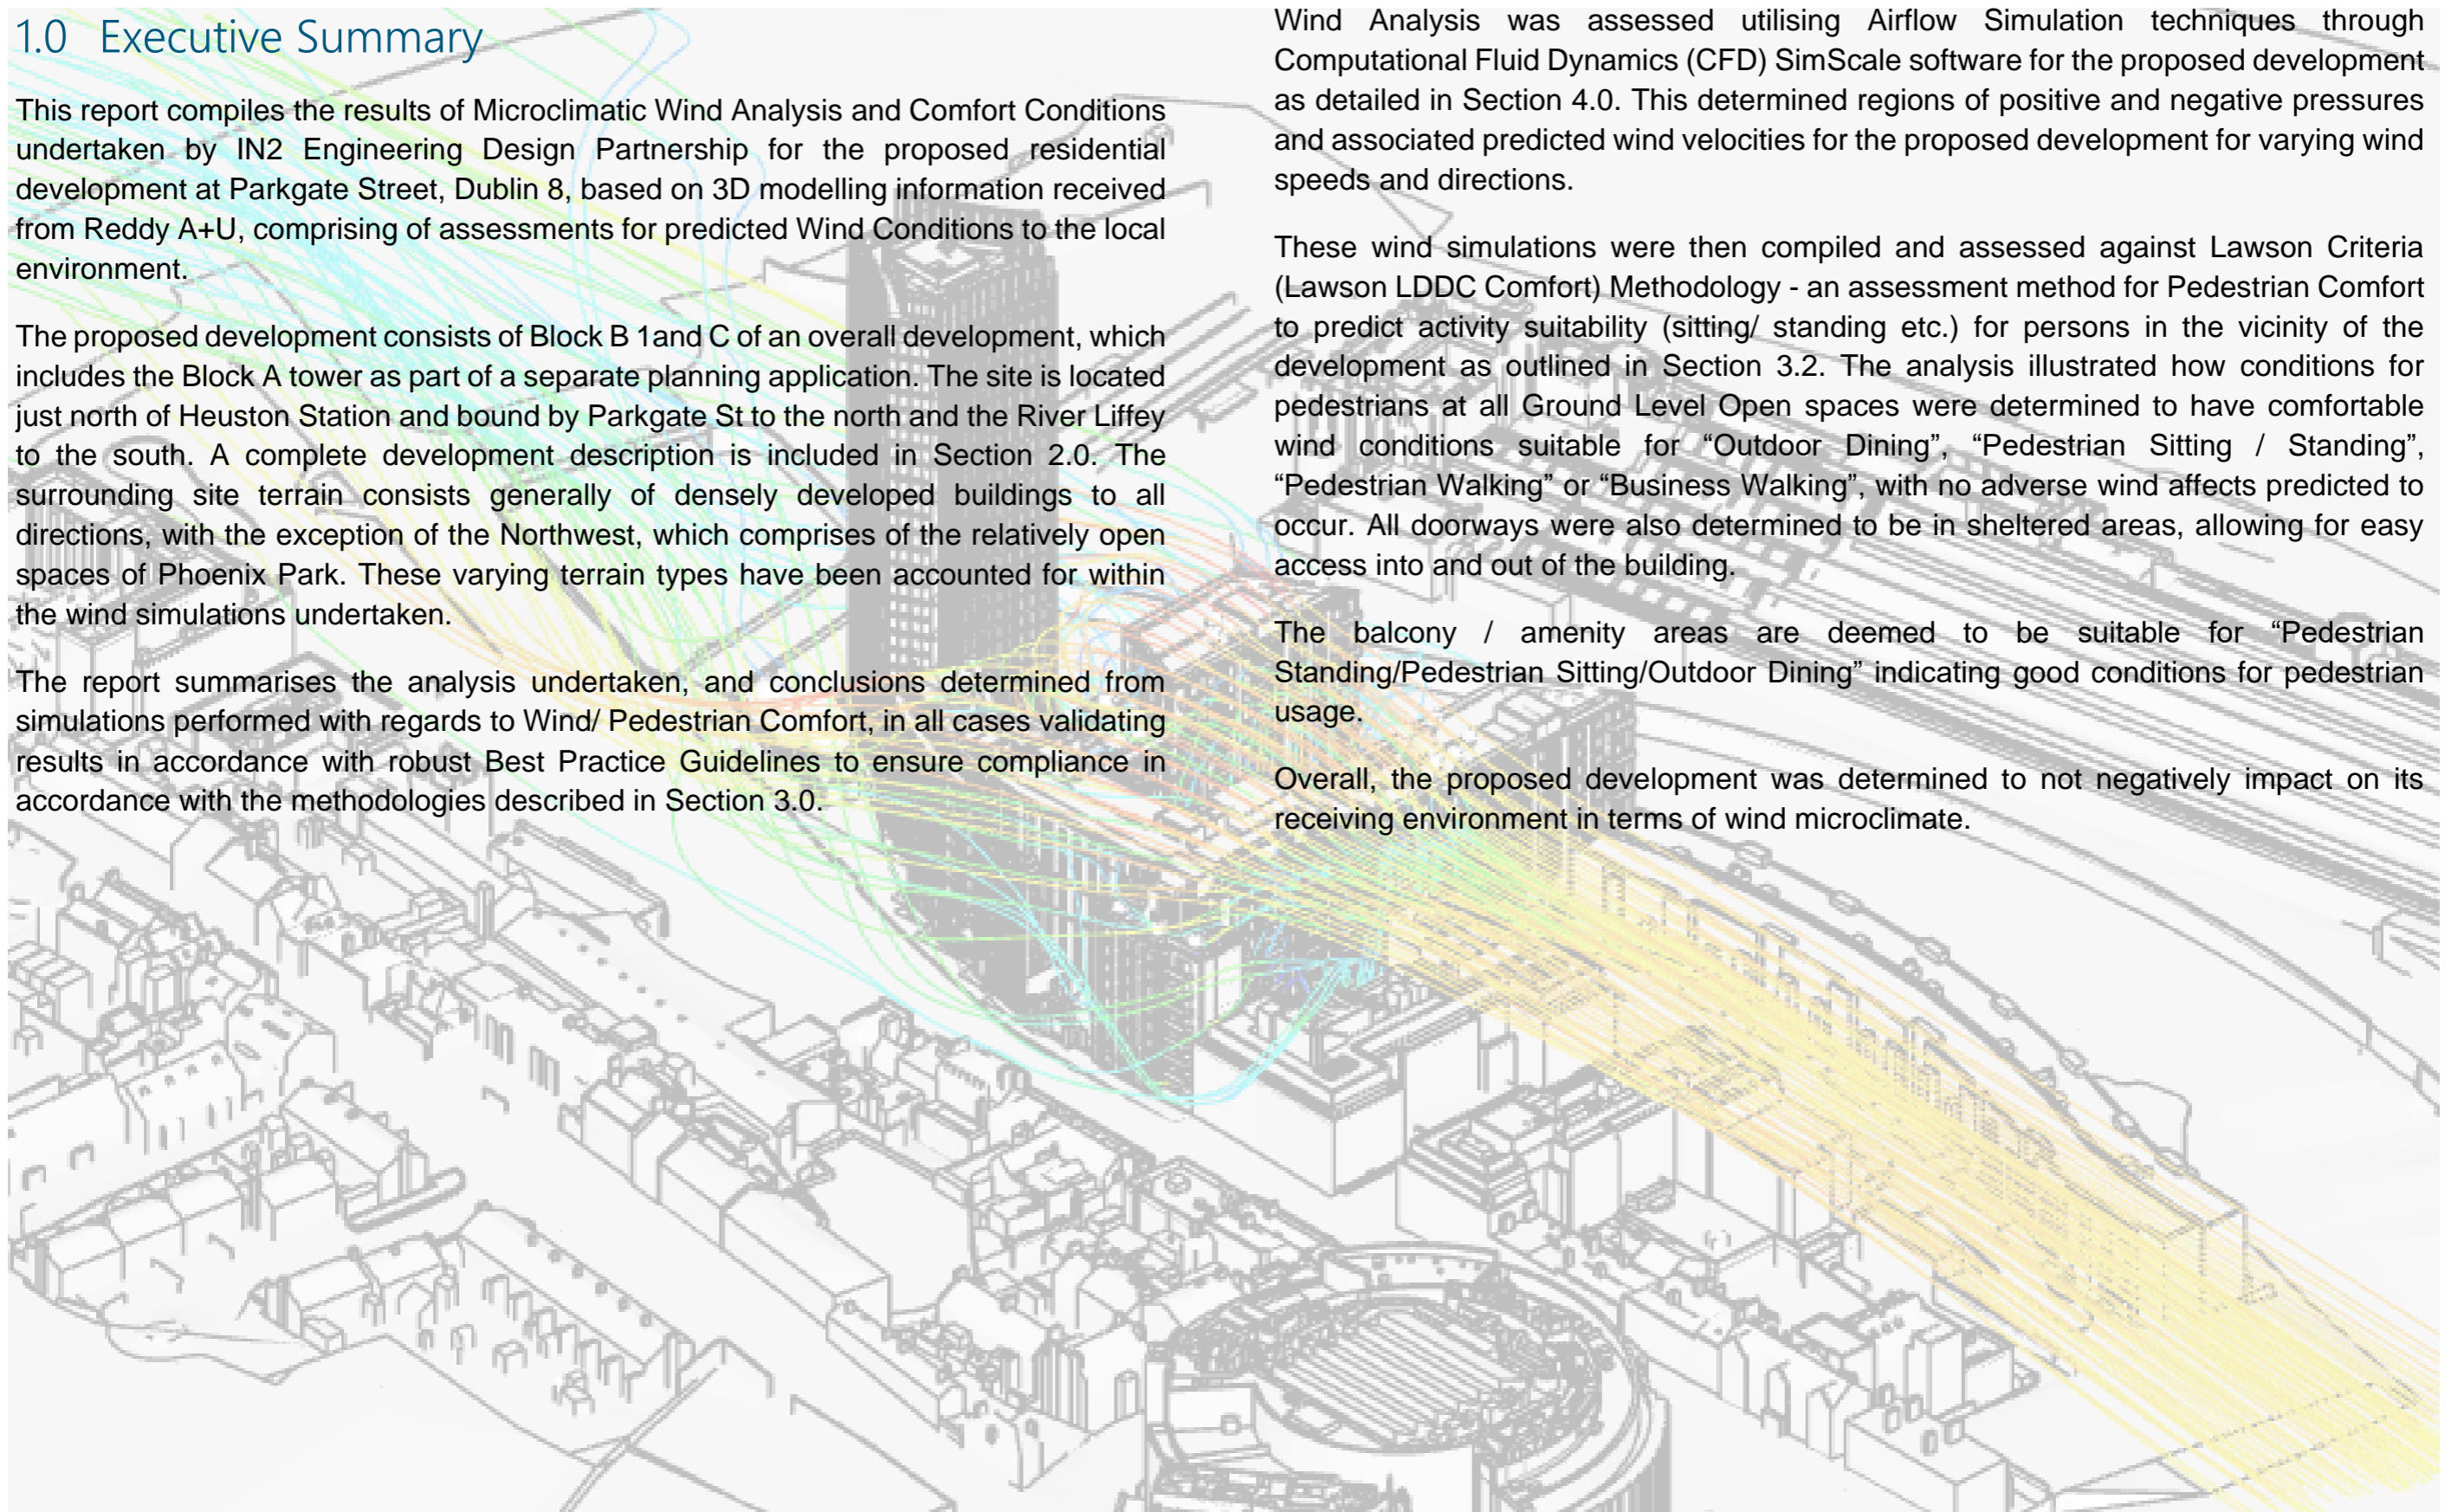 1.0 Executive Summary
This report compiles the results of Microclimatic Wind Analysis and Comfort Conditions
undertaken by IN2 Engineering Design Partnership for the proposed residential
development at Parkgate Street, Dublin 8, based on 3D modelling information received
from Reddy A+U, comprising of assessments for predicted Wind Conditions to the local
environment.
The proposed development consists of Block B 1and C of an overall development, which
includes the Block A tower as part of a separate planning application. The site is located
just north of Heuston Station and bound by Parkgate St to the north and the River Liffey
to the south. A complete development description is included in Section 2.0. The
surrounding site terrain consists generally of densely developed buildings to all
directions, with the exception of the Northwest, which comprises of the relatively open
spaces of Phoenix Park. These varying terrain types have been accounted for within
the wind simulations undertaken.
The report summarises the analysis undertaken, and conclusions determined from
simulations performed with regards to Wind/ Pedestrian Comfort, in all cases validating
results in accordance with robust Best Practice Guidelines to ensure compliance in
accordance with the methodologies described in Section 3.0.
Wind Analysis was assessed utilising Airflow Simulation techniques through
Computational Fluid Dynamics (CFD) SimScale software for the proposed development
as detailed in Section 4.0. This determined regions of positive and negative pressures
and associated predicted wind velocities for the proposed development for varying wind
speeds and directions.
These wind simulations were then compiled and assessed against Lawson Criteria
(Lawson LDDC Comfort) Methodology - an assessment method for Pedestrian Comfort
to predict activity suitability (sitting/ standing etc.) for persons in the vicinity of the
development as outlined in Section 3.2. The analysis illustrated how conditions for
pedestrians at all Ground Level Open spaces were determined to have comfortable
wind conditions suitable for “Outdoor Dining”, “Pedestrian Sitting / Standing”,
“Pedestrian Walking” or “Business Walking”, with no adverse wind affects predicted to
occur. All doorways were also determined to be in sheltered areas, allowing for easy
access into and out of the building.
The balcony / amenity areas are deemed to be suitable for “Pedestrian
Standing/Pedestrian Sitting/Outdoor Dining” indicating good conditions for pedestrian
usage.
Overall, the proposed development was determined to not negatively impact on its
receiving environment in terms of wind microclimate.